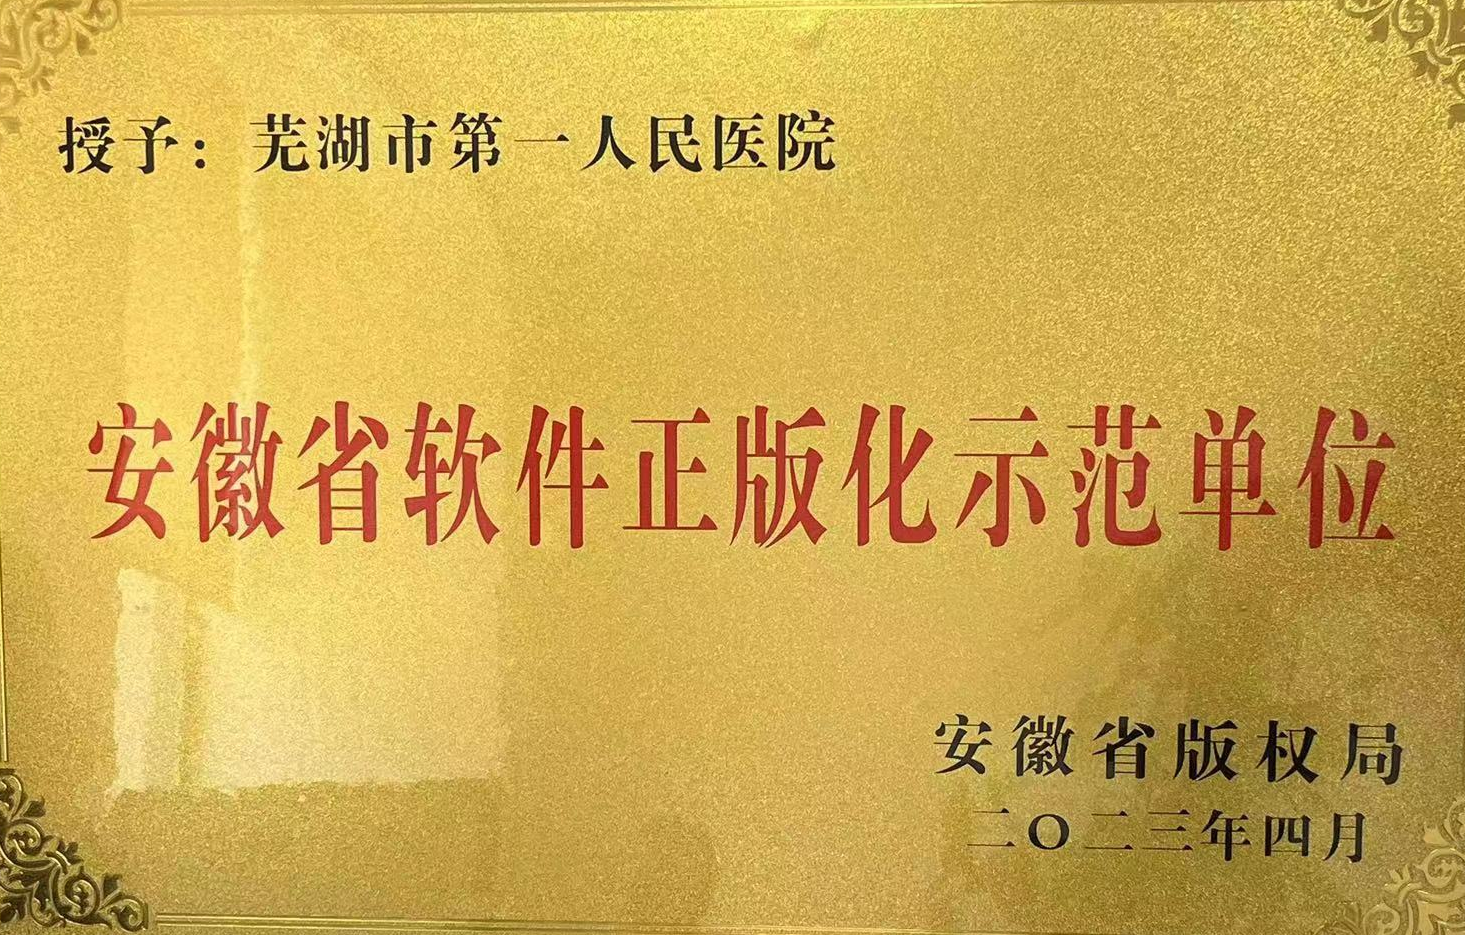 授予：芜湖市第一人民医院
安徽省软件正版化示范单位
安徽省版权局
二〇二三年四月